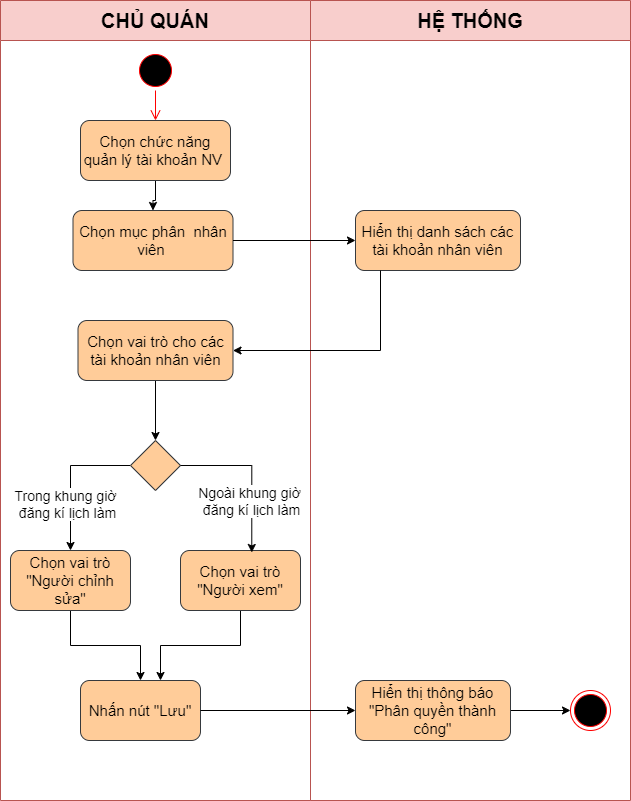 CHỦ QUÁN
HỆ THỐNG
Chọn chức năng
quản lý tài khoản NV
Chọn mục phân  nhân
viên
Hiển thị danh sách các
tài khoản nhân viên
Chọn vai trò cho các
tài khoản nhân viên
Trong khung giờ
đăng kí lịch làm
Ngoài khung giờ
đăng kí lịch làm
Chọn vai trò
"Người chỉnh
sửa"
Chọn vai trò
"Người xem"
Nhấn nút "Lưu"
Hiển thị thông báo
"Phân quyền thành
công"